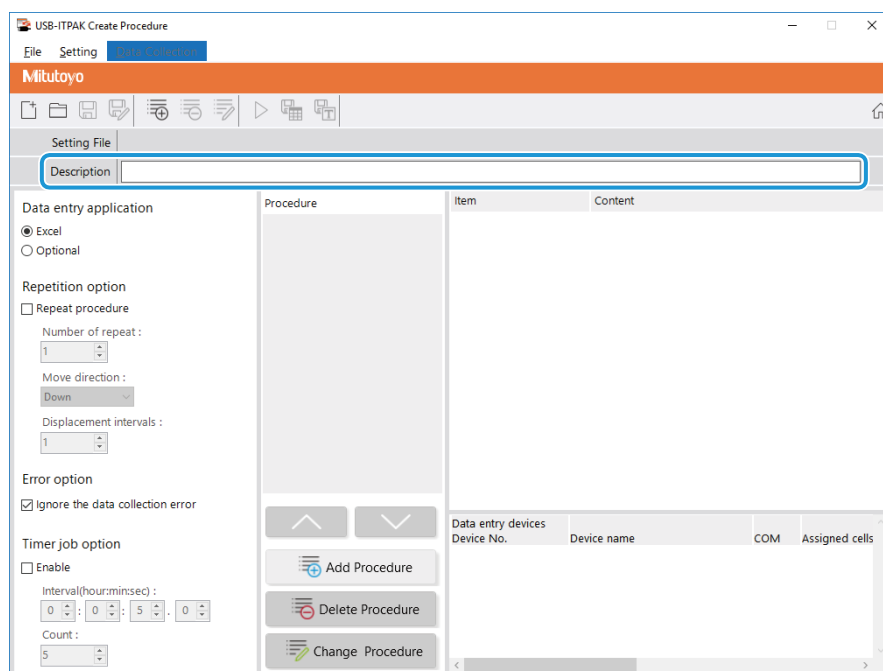 USB-ITPAK Create Procedure
File Setting Data Collection
Mitutoyo
Setting File
Description
Data entry application
Excel
Optional
Repetition option
Repeat procedure
Number of repeat :
1
Move direction :
Down
Displacement intervals :
1
Error option
Ignore the data collection error
Timer job option
Enable
Interval(hour:min:sec) :
0 : 0 : 5 . 0
Count :
5
Procedure
Add Procedure
Delete Procedure
Change Procedure
Item Content
Data entry devices
Device No. Device name COM Assigned cells